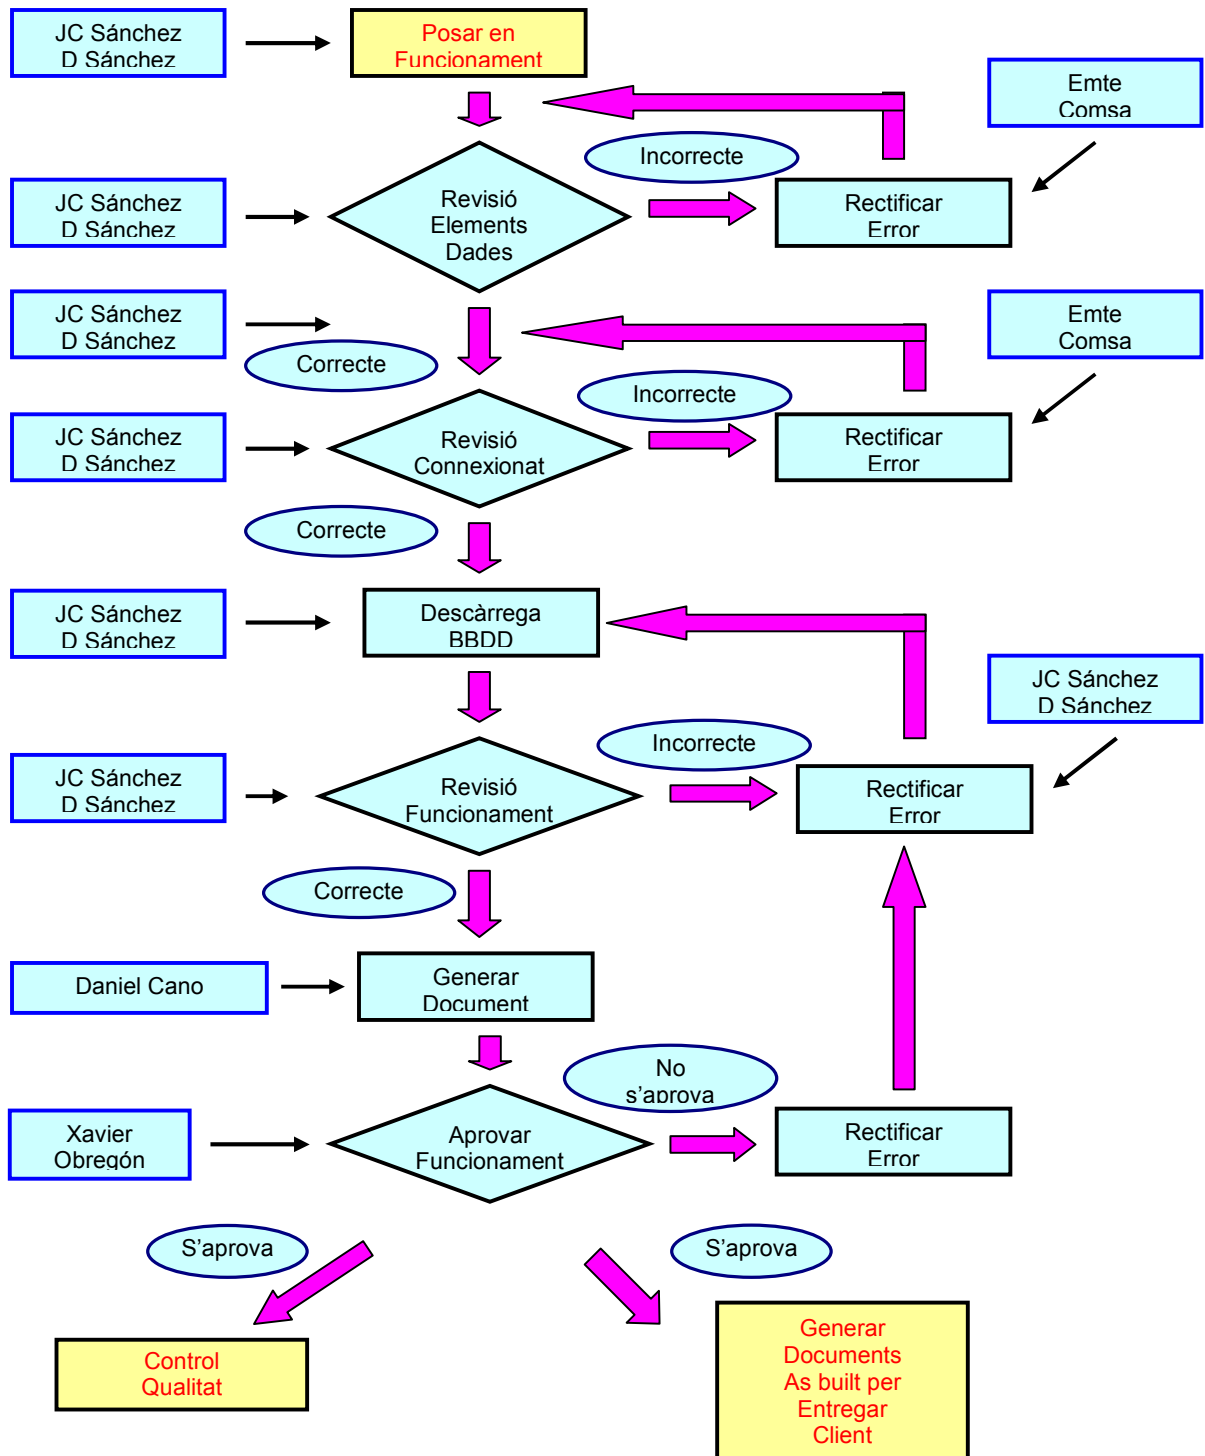 JC Sánchez
D Sánchez
Posar en
Funcionament
Emte
Comsa
Incorrecte
JC Sánchez
D Sánchez
Revisió
Elements
Dades
Rectificar
Error
JC Sánchez
D Sánchez
Emte
Comsa
Correcte
Incorrecte
JC Sánchez
D Sánchez
Revisió
Connexionat
Rectificar
Error
Correcte
JC Sánchez
D Sánchez
Descàrrega
BBDD
JC Sánchez
D Sánchez
Incorrecte
JC Sánchez
D Sánchez
Revisió
Funcionament
Rectificar
Error
Correcte
Daniel Cano
Generar
Document
No
s'aprova
Xavier
Obregón
Aprovar
Funcionament
Rectificar
Error
S'aprova
S'aprova
Control
Qualitat
Generar
Documents
As built per
Entregar
Client